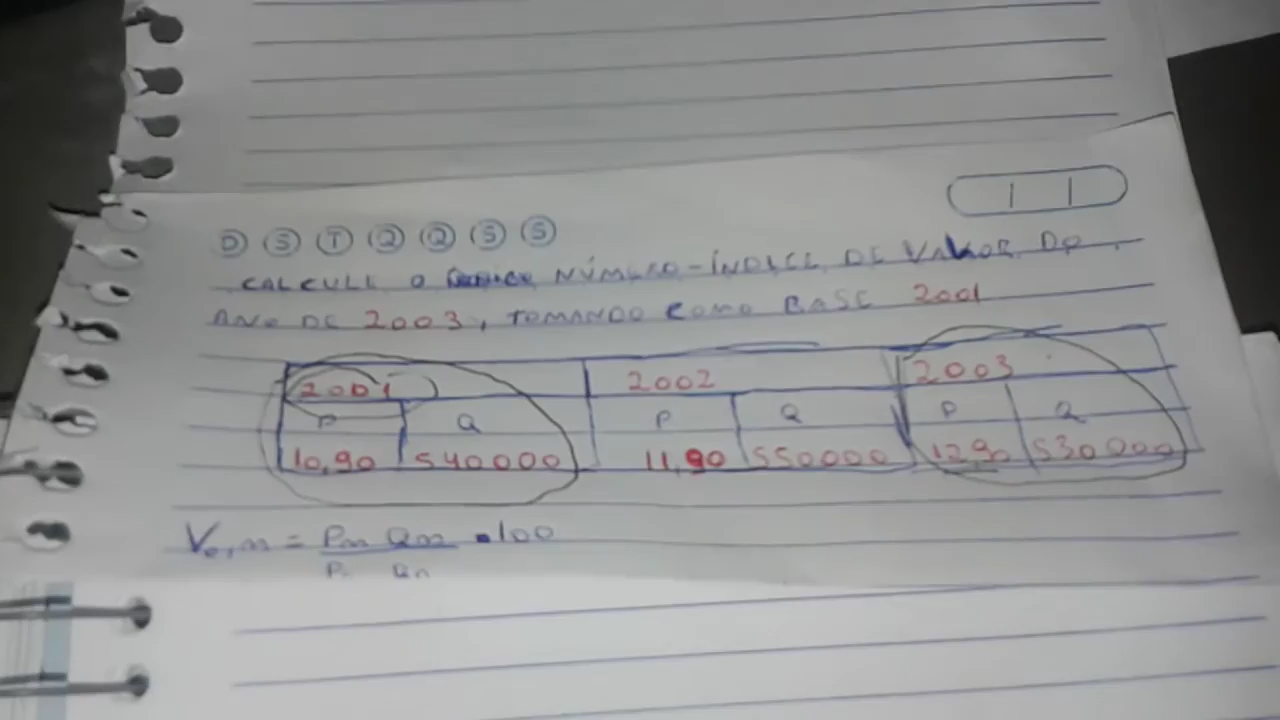 D S T Q Q S S
CALCULE O NÚMERO-ÍNDICE DE VALOR DO
ANO DE 2003, TOMANDO COMO BASE 2001
2001 2002 2003
P Q P Q P Q
10,90 540000 11,90 550000 12,90 530000
V₀,ₙ = Pn Qn •100
P Q